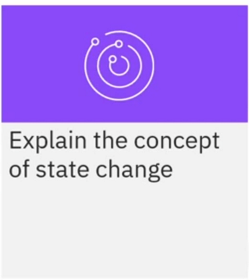 Explain the concept
of state change